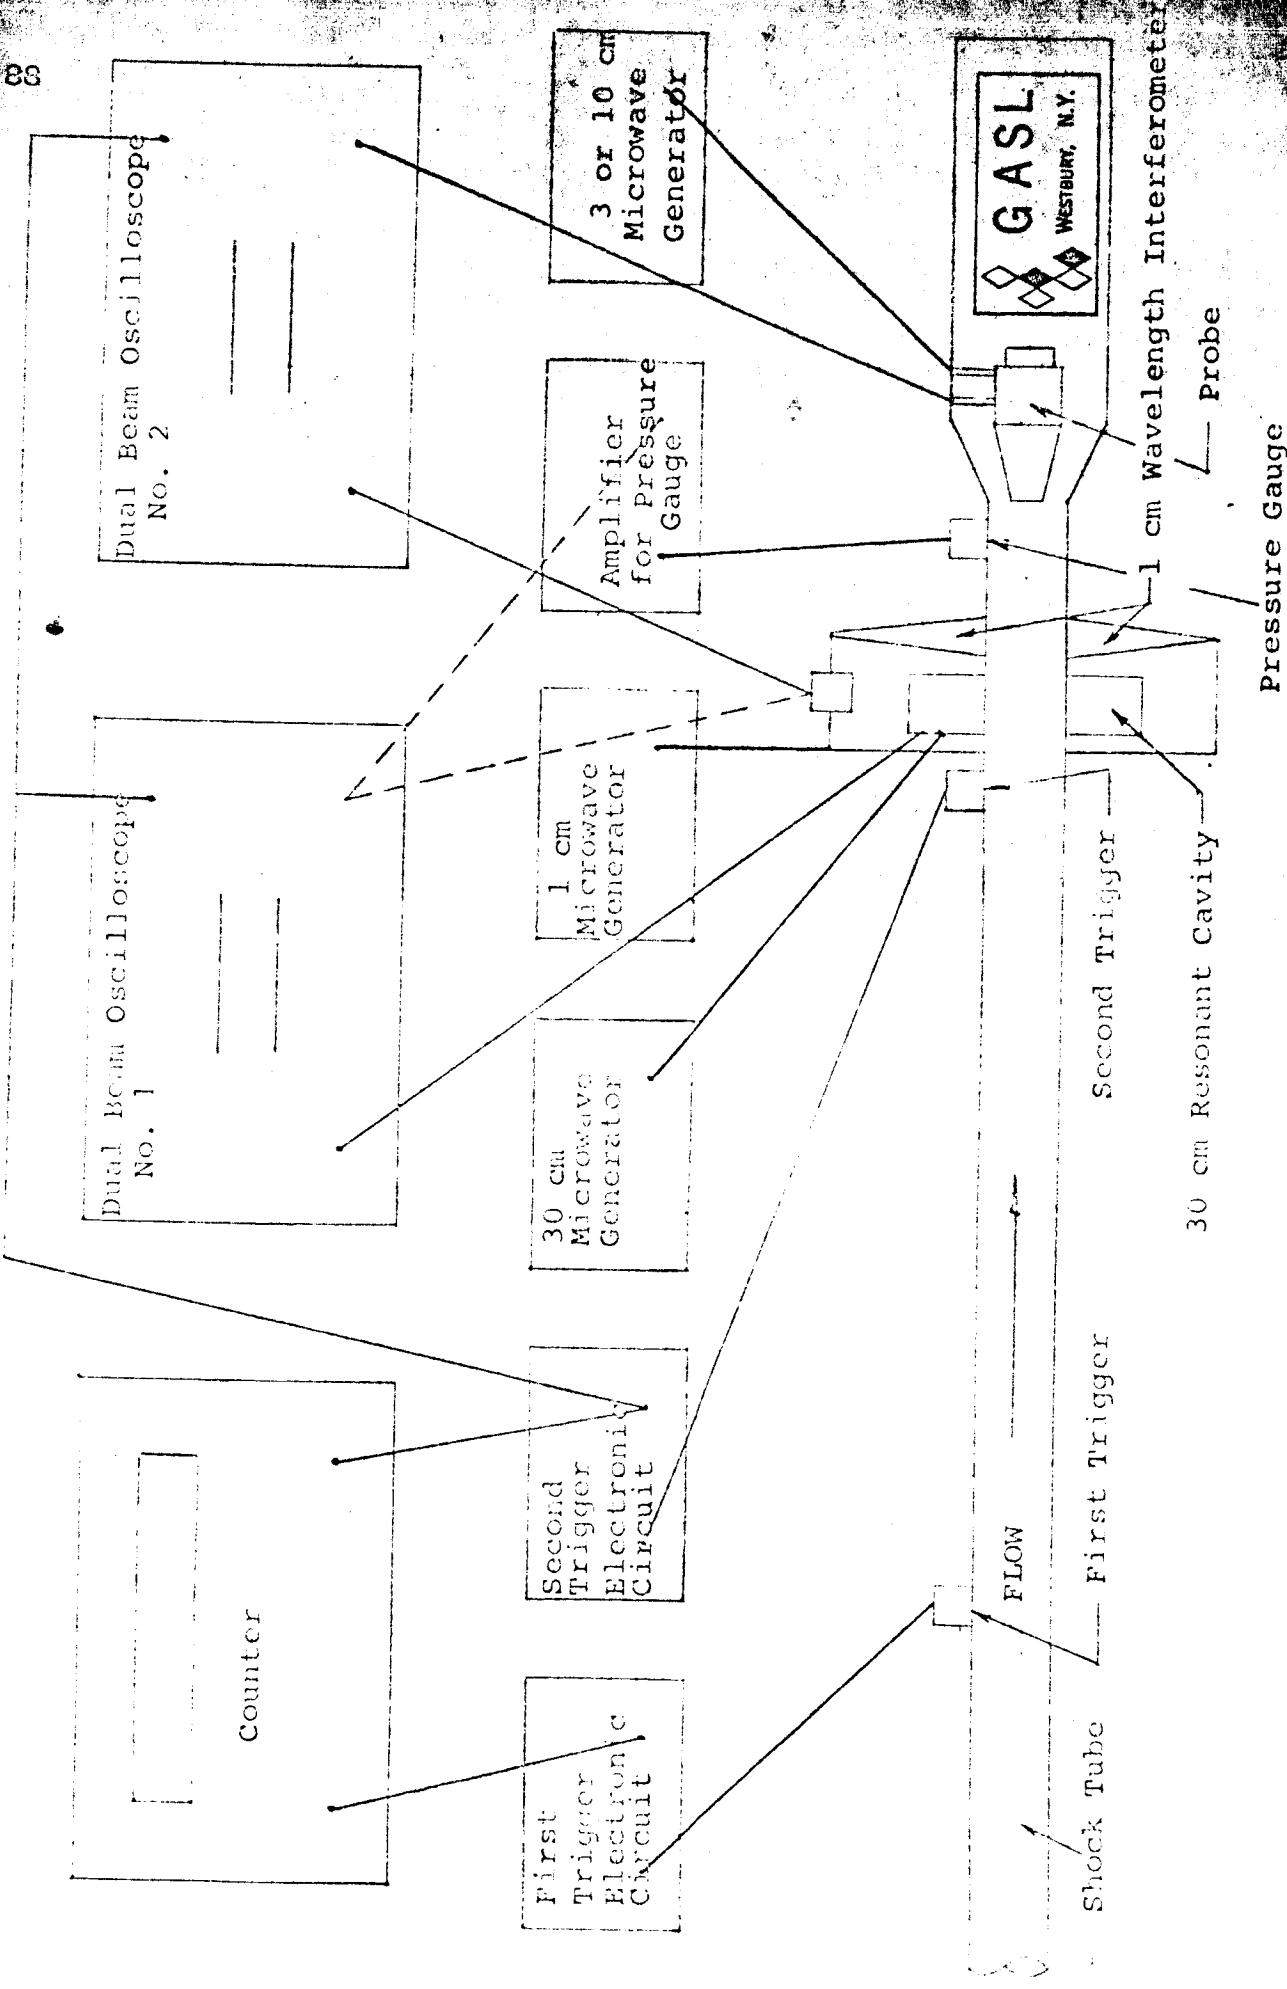 88
Counter
Dual Beam Oscilloscope
No. 1
Dual Beam Oscilloscope
No. 2
First
Trigger
Electronic
Circuit
Second
Trigger
Electronic
Circuit
30 cm
Microwave
Generator
1 cm
Microwave
Generator
Amplifier
for Pressure
Gauge
3 or 10 cm
Microwave
Generator
FLOW
GASL
WESTBURY, N.Y.
Shock Tube
First Trigger
Second Trigger
1 cm Wavelength Interferometer
30 cm Resonant Cavity
Probe
Pressure Gauge